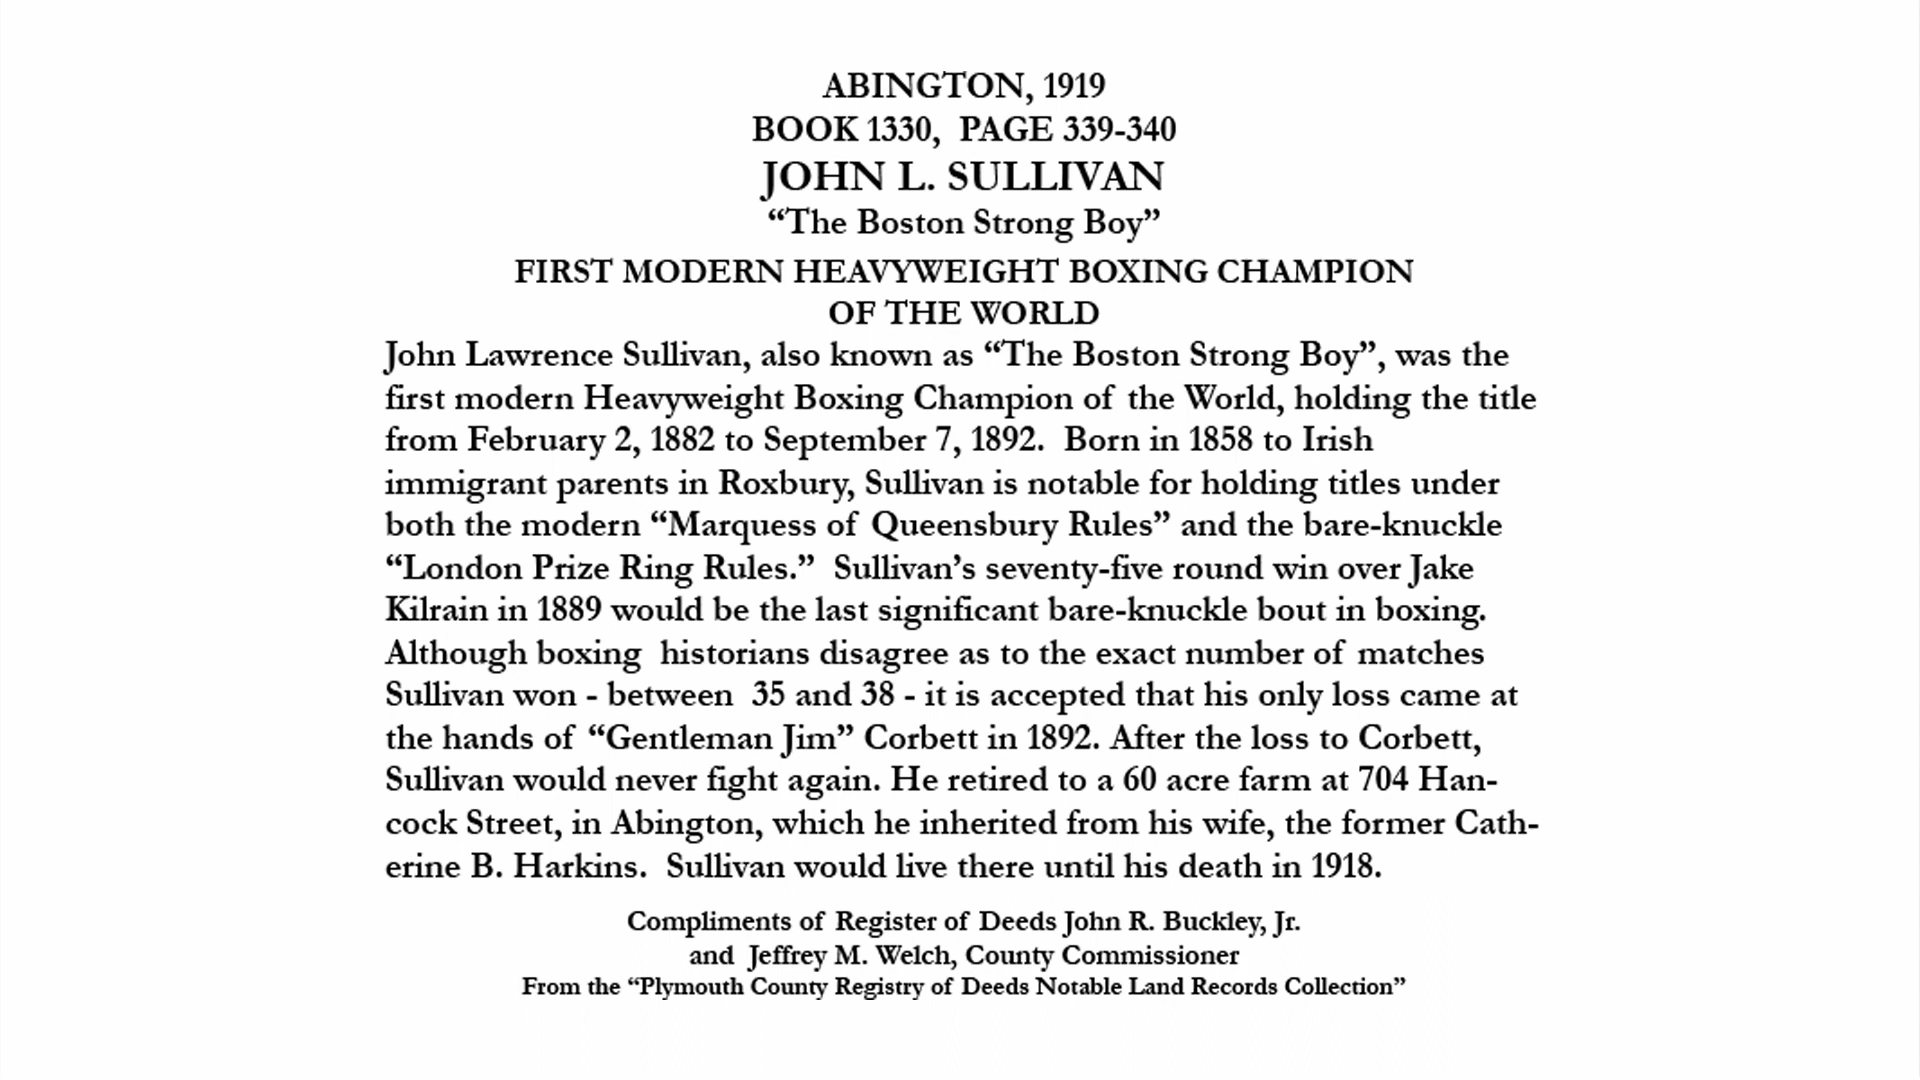 ABINGTON, 1919
BOOK 1330, PAGE 339-340
JOHN L. SULLIVAN
“The Boston Strong Boy”
FIRST MODERN HEAVYWEIGHT BOXING CHAMPION
OF THE WORLD
John Lawrence Sullivan, also known as “The Boston Strong Boy”, was the
first modern Heavyweight Boxing Champion of the World, holding the title
from February 2, 1882 to September 7, 1892. Born in 1858 to Irish
immigrant parents in Roxbury, Sullivan is notable for holding titles under
both the modern “Marquess of Queensbury Rules” and the bare-knuckle
“London Prize Ring Rules.” Sullivan’s seventy-five round win over Jake
Kilrain in 1889 would be the last significant bare-knuckle bout in boxing.
Although boxing historians disagree as to the exact number of matches
Sullivan won - between 35 and 38 - it is accepted that his only loss came at
the hands of “Gentleman Jim” Corbett in 1892. After the loss to Corbett,
Sullivan would never fight again. He retired to a 60 acre farm at 704 Han-
cock Street, in Abington, which he inherited from his wife, the former Cath-
erine B. Harkins. Sullivan would live there until his death in 1918.
Compliments of Register of Deeds John R. Buckley, Jr.
and Jeffrey M. Welch, County Commissioner
From the “Plymouth County Registry of Deeds Notable Land Records Collection”